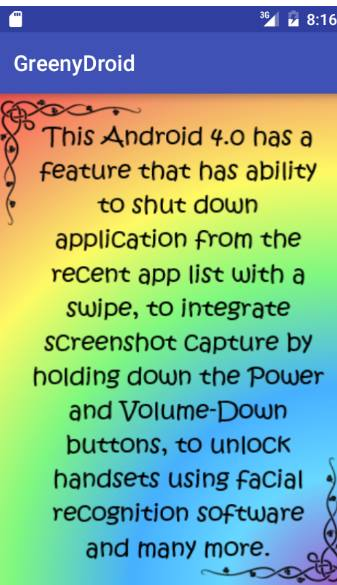 3G 8:16
GreenyDroid
This Android 4.0 has a
feature that has ability
to shut down
application from the
recent app list with a
swipe, to integrate
screenshot capture by
holding down the Power
and Volume-Down
buttons, to unlock
handsets using facial
recognition software
and many more.